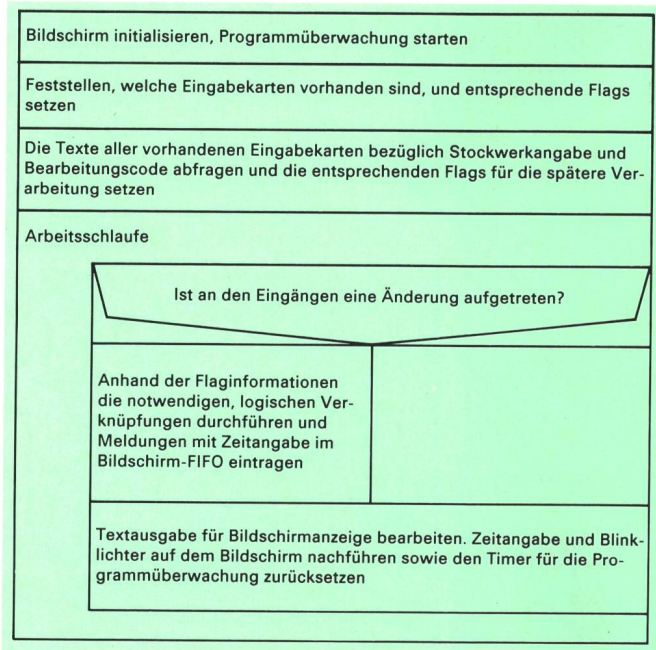 Bildschirm initialisieren, Programmüberwachung starten
Feststellen, welche Eingabekarten vorhanden sind, und entsprechende Flags
setzen
Die Texte aller vorhandenen Eingabekarten bezüglich Stockwerkangabe und
Bearbeitungscode abfragen und die entsprechenden Flags für die spätere Ver-
arbeitung setzen
Arbeitsschlaufe
Ist an den Eingängen eine Änderung aufgetreten?
Anhand der Flaginformationen
die notwendigen, logischen Ver-
knüpfungen durchführen und
Meldungen mit Zeitangabe im
Bildschirm-FIFO eintragen
Textausgabe für Bildschirmanzeige bearbeiten. Zeitangabe und Blink-
lichter auf dem Bildschirm nachführen sowie den Timer für die Pro-
grammüberwachung zurücksetzen